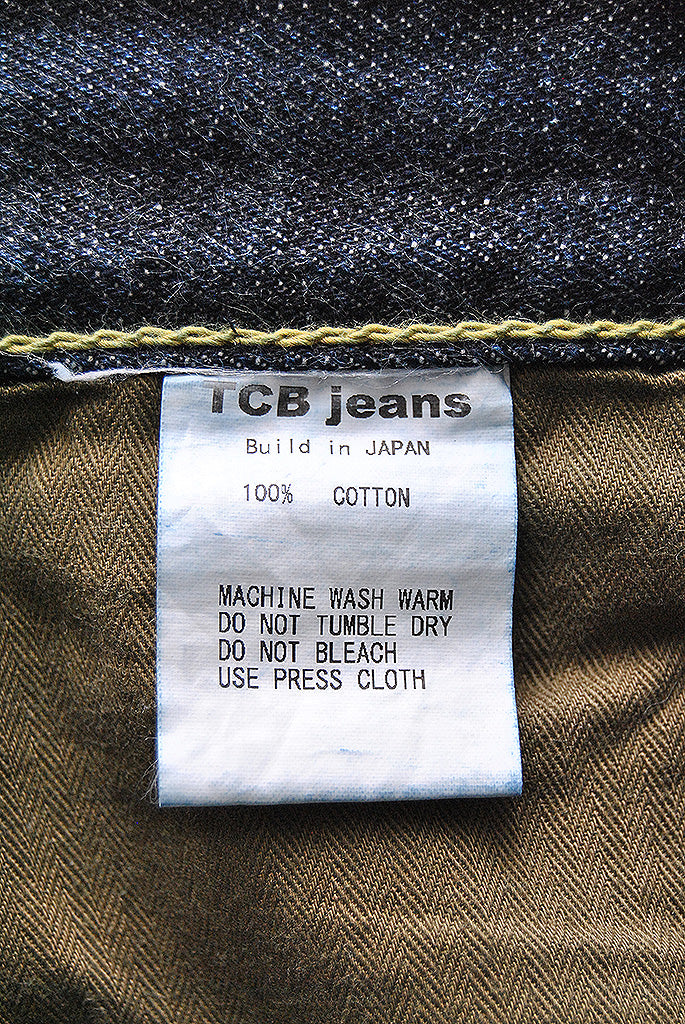 TCB jeans
Build in JAPAN
100% COTTON
MACHINE WASH WARM
DO NOT TUMBLE DRY
DO NOT BLEACH
USE PRESS CLOTH